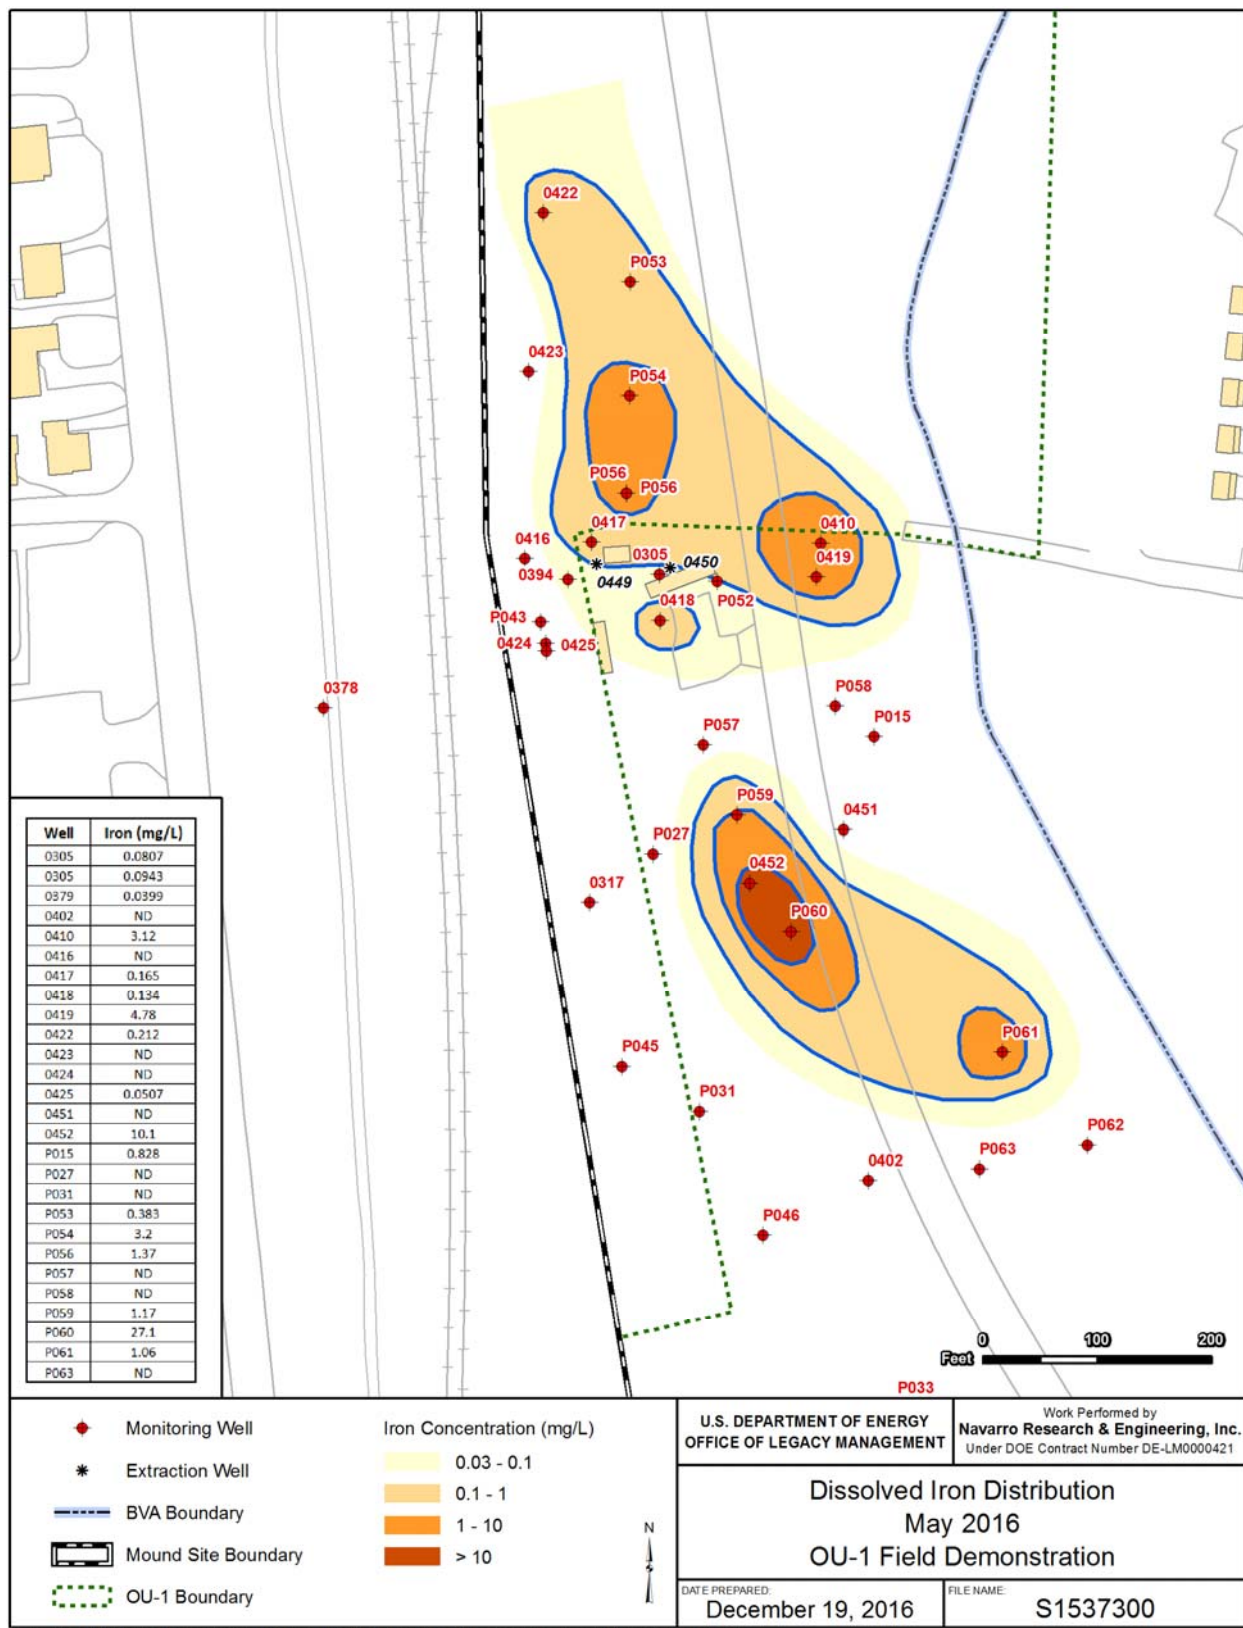 0422
P053
0423
P054
P056
P056
0417
0410
0416
0305
0450
0419
0394
0449
P052
0418
P043
0424
0425
0378
P058
P015
P057
P059
0451
P027
0452
0317
P060
P061
P045
P031
P062
P063
0402
P046
P033
Well Iron (mg/L)
0305 0.0807
0305 0.0943
0379 0.0399
0402 ND
0410 3.12
0416 ND
0417 0.165
0418 0.134
0419 4.78
0422 0.212
0423 ND
0424 ND
0425 0.0507
0451 ND
0452 10.1
P015 0.828
P027 ND
P031 ND
P053 0.383
P054 3.2
P056 1.37
P057 ND
P058 ND
P059 1.17
P060 27.1
P061 1.06
P063 ND
0 100 200
Feet
Monitoring Well
Extraction Well
BVA Boundary
Mound Site Boundary
OU-1 Boundary
Iron Concentration (mg/L)
0.03 - 0.1
0.1 - 1
1 - 10
> 10
N
U.S. DEPARTMENT OF ENERGY
OFFICE OF LEGACY MANAGEMENT
Work Performed by
Navarro Research & Engineering, Inc.
Under DOE Contract Number DE-LM0000421
Dissolved Iron Distribution
May 2016
OU-1 Field Demonstration
DATE PREPARED:
December 19, 2016
FILE NAME:
S1537300